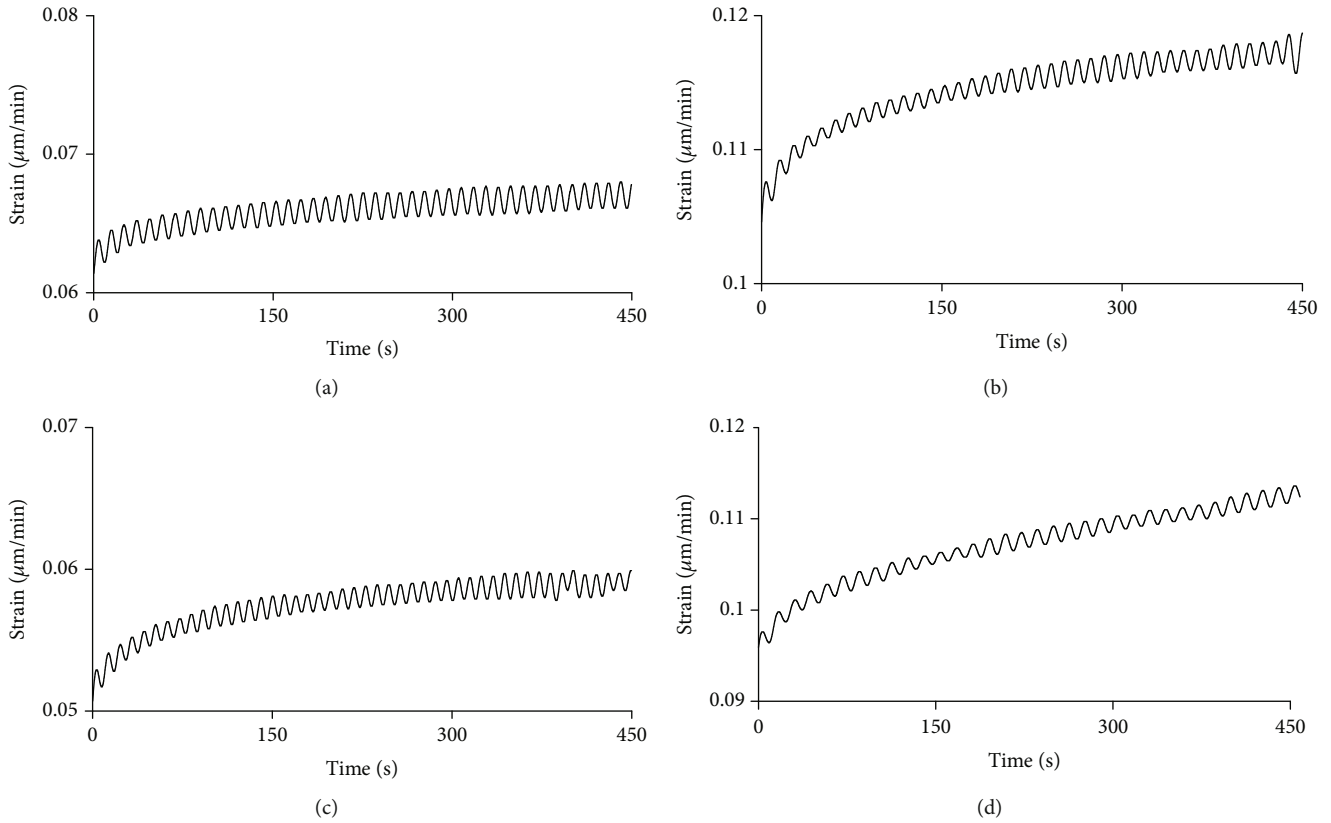 0.08
0.07
0.06
Strain (µm/min)
0 150 300 450
Time (s)
(a)
0.12
0.11
0.1
Strain (µm/min)
0 150 300 450
Time (s)
(b)
0.07
0.06
0.05
Strain (µm/min)
0 150 300 450
Time (s)
(c)
0.12
0.11
0.1
0.09
Strain (µm/min)
0 150 300 450
Time (s)
(d)